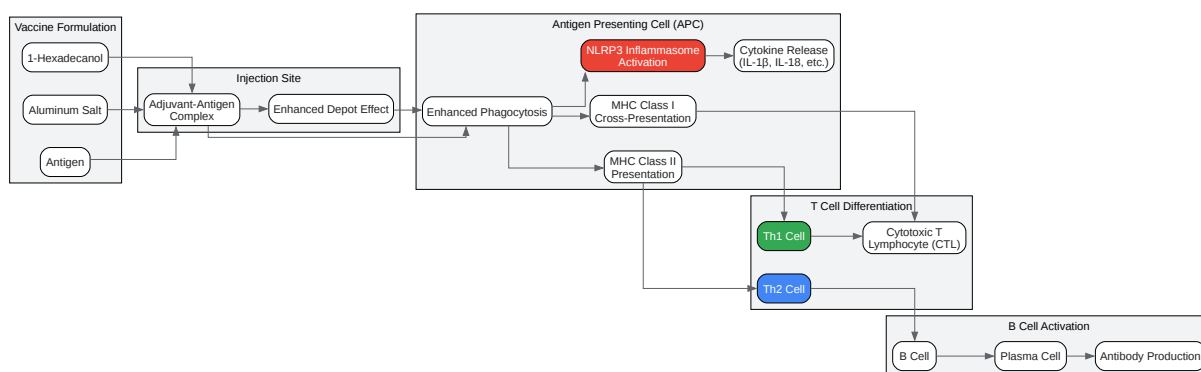 Vaccine Formulation
1-Hexadecanol
Aluminum Salt
Antigen
Injection Site
Adjuvant-Antigen
Complex
Enhanced Depot Effect
Antigen Presenting Cell (APC)
Enhanced Phagocytosis
NLRP3 Inflammasome
Activation
Cytokine Release
(IL-1β, IL-18, etc.)
MHC Class I
Cross-Presentation
MHC Class II
Presentation
T Cell Differentiation
Th1 Cell
Cytotoxic T
Lymphocyte (CTL)
Th2 Cell
B Cell Activation
B Cell
Plasma Cell
Antibody Production